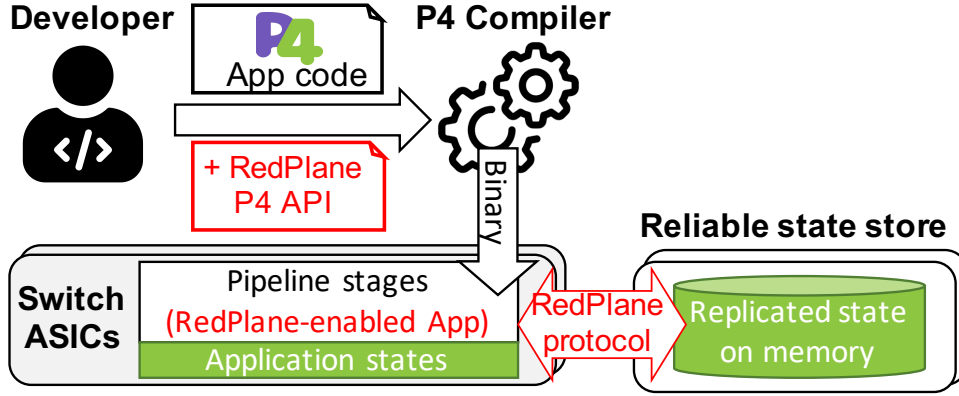 Developer
P4
App code
P4 Compiler
</>
+ RedPlane
P4 API
Binary
Reliable state store
Switch
ASICs
Pipeline stages
(RedPlane-enabled App)
Application states
RedPlane
protocol
Replicated state
on memory